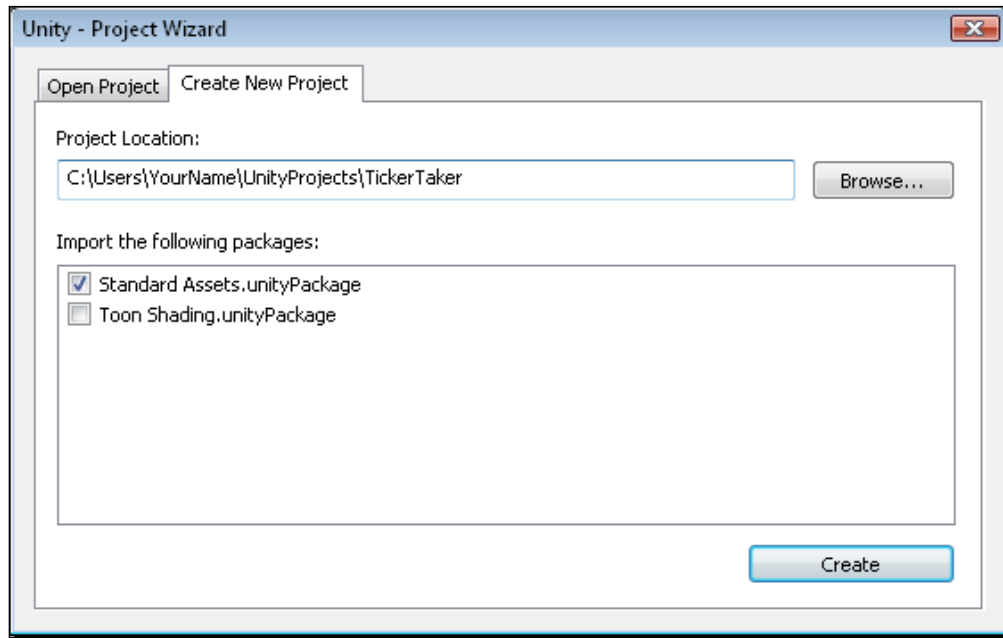 Unity - Project Wizard
Open Project
Create New Project
Project Location:
C:\Users\YourName\UnityProjects\TickerTaker
Browse...
Import the following packages:
Standard Assets.unityPackage
Toon Shading.unityPackage
Create